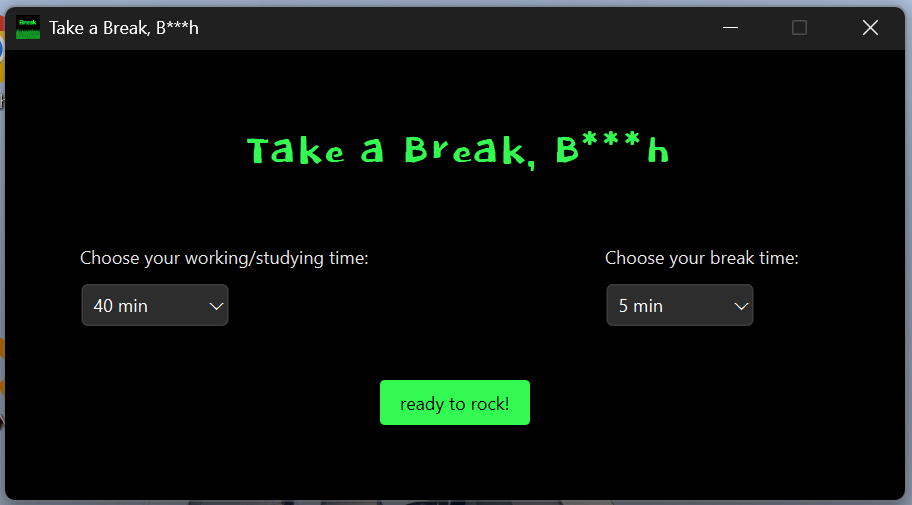 Break
Take a Break, B***h
Take a Break, B***h
Choose your working/studying time:
Choose your break time:
40 min
5 min
ready to rock!